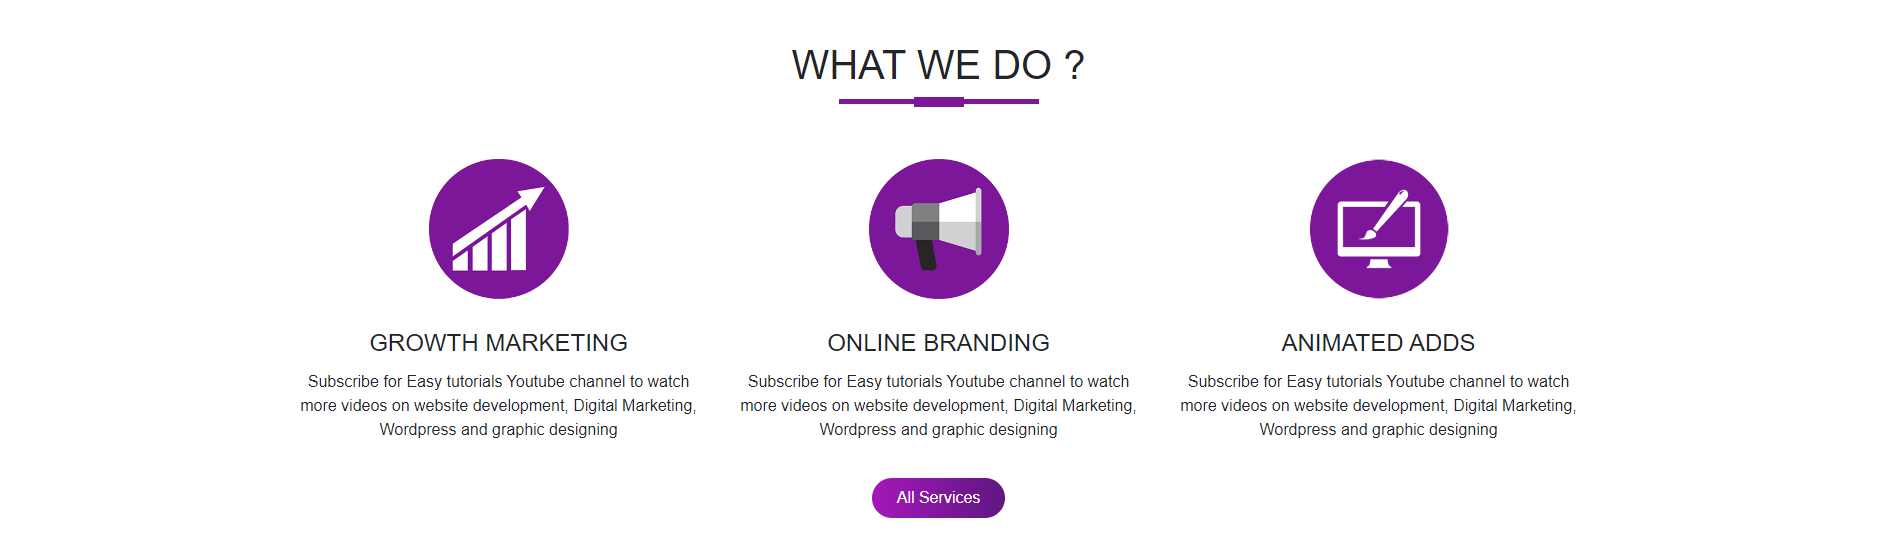 WHAT WE DO ?
GROWTH MARKETING
Subscribe for Easy tutorials Youtube channel to watch
more videos on website development, Digital Marketing,
Wordpress and graphic designing
ONLINE BRANDING
Subscribe for Easy tutorials Youtube channel to watch
more videos on website development, Digital Marketing,
Wordpress and graphic designing
ANIMATED ADDS
Subscribe for Easy tutorials Youtube channel to watch
more videos on website development, Digital Marketing,
Wordpress and graphic designing
All Services